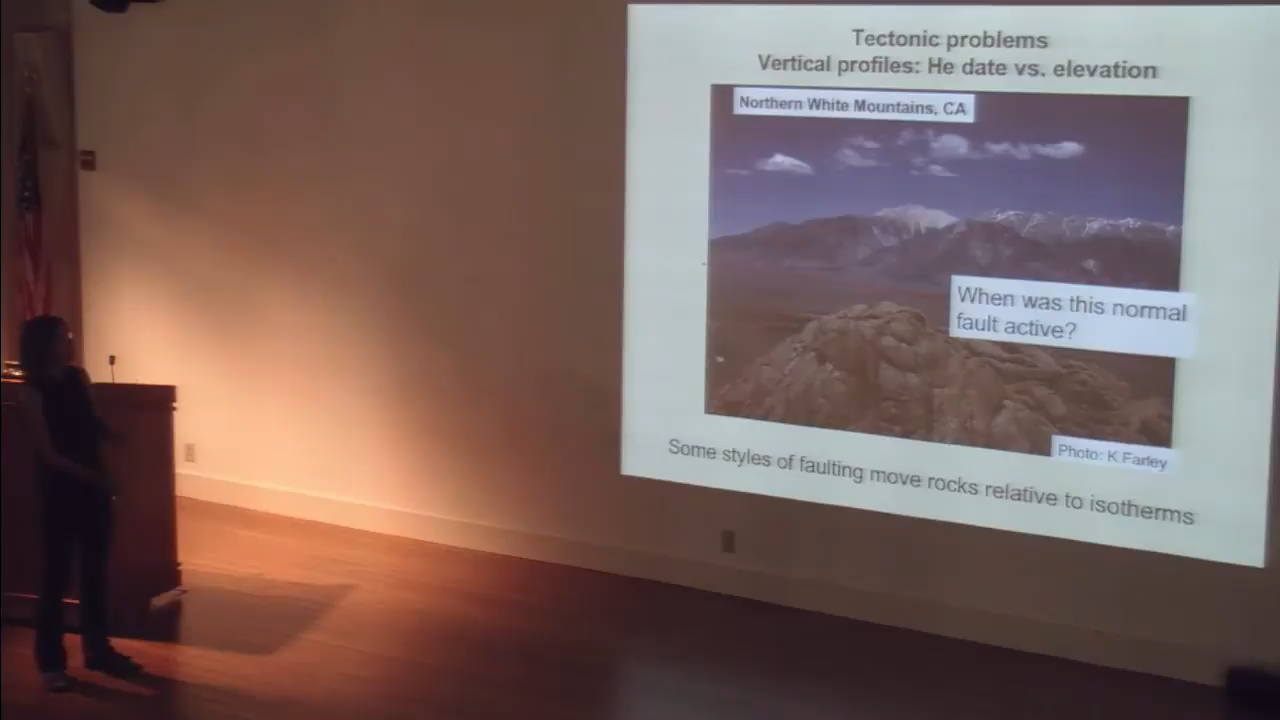 Tectonic problems
Vertical profiles: He date vs. elevation
Northern White Mountains, CA
When was this normal
fault active?
Photo: K Farley
Some styles of faulting move rocks relative to isotherms